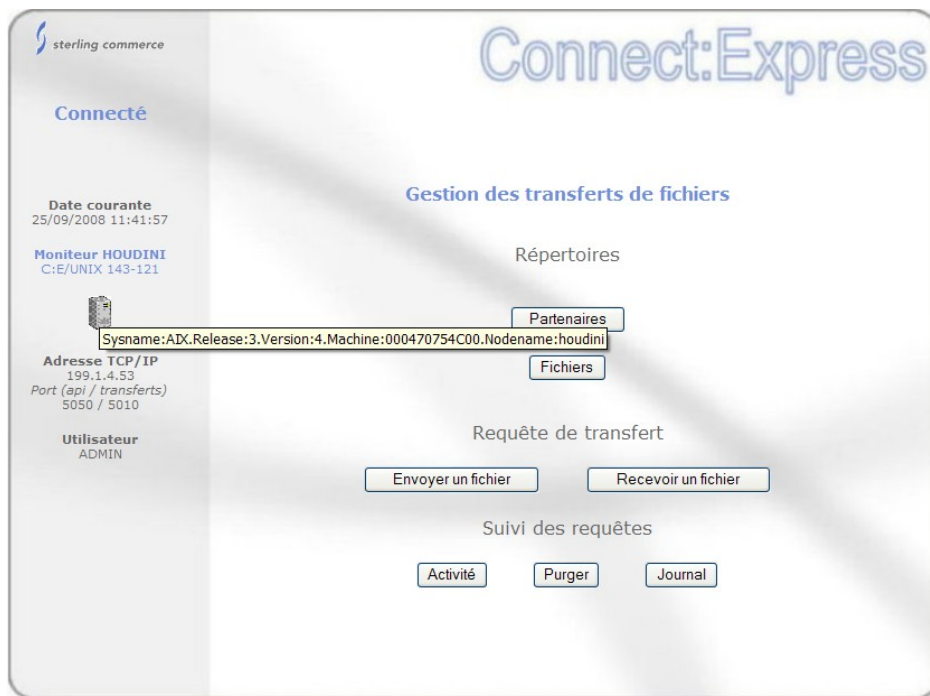 sterling commerce
Connect:Express
Connecté
Date courante
25/09/2008 11:41:57
Moniteur HOUDINI
C:E/UNIX 143-121
Sysname:AIX.Release:3.Version:4.Machine:000470754C00.Nodename:houdini
Adresse TCP/IP
199.1.4.53
Port (api / transferts)
5050 / 5010
Utilisateur
ADMIN
Gestion des transferts de fichiers
Répertoires
Partenaires
Fichiers
Requête de transfert
Envoyer un fichier Recevoir un fichier
Suivi des requêtes
Activité Purger Journal